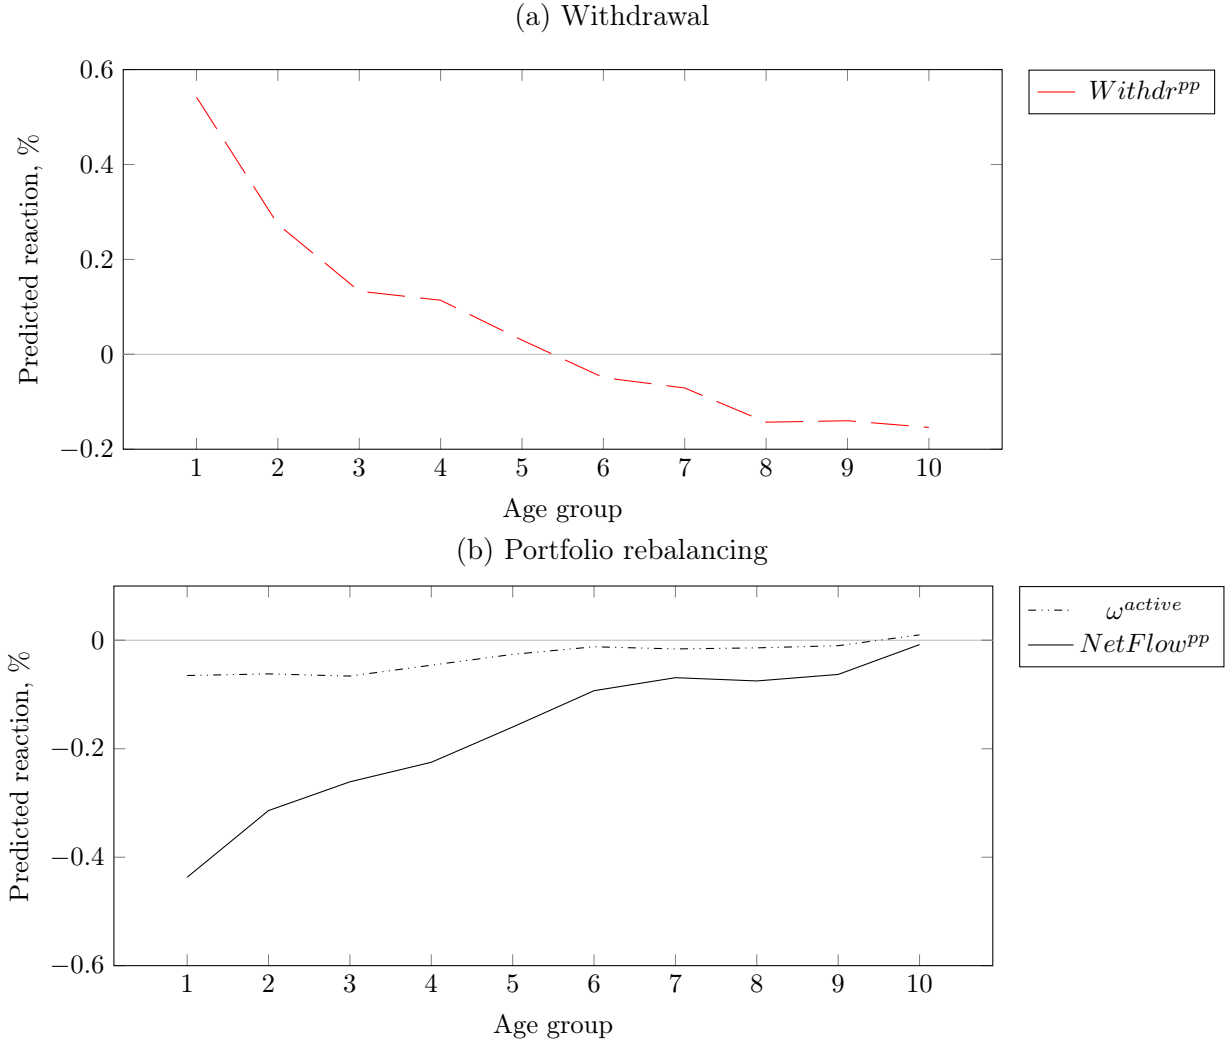 (a) Withdrawal
0.6
0.4
0.2
0
−0.2
Predicted reaction, %
1 2 3 4 5 6 7 8 9 10
Age group
Withdr^{pp}
(b) Portfolio rebalancing
0
−0.2
−0.4
−0.6
Predicted reaction, %
1 2 3 4 5 6 7 8 9 10
Age group
ω^{active}
NetFlow^{pp}